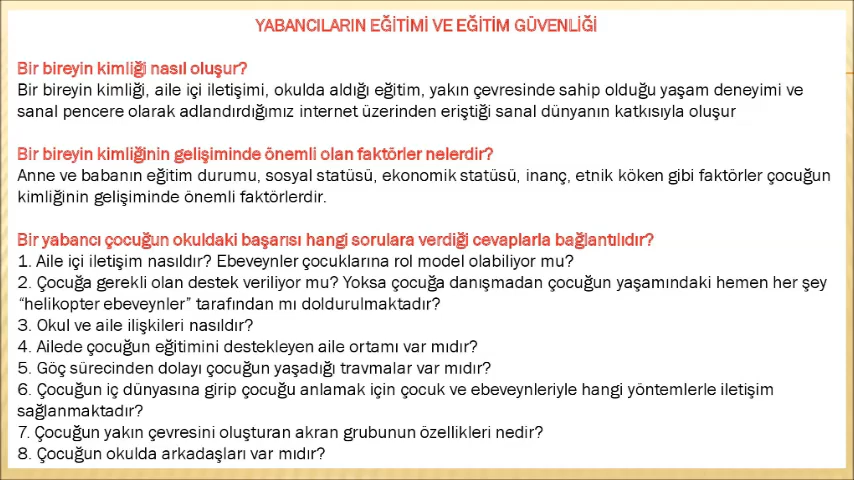 YABANCILARIN EĞİTİMİ VE EĞİTİM GÜVENLİĞİ
Bir bireyin kimliği nasıl oluşur?
Bir bireyin kimliği, aile içi iletişimi, okulda aldığı eğitim, yakın çevresinde sahip olduğu yaşam deneyimi ve
sanal pencere olarak adlandırdığımız internet üzerinden eriştiği sanal dünyanın katkısıyla oluşur
Bir bireyin kimliğinin gelişiminde önemli olan faktörler nelerdir?
Anne ve babanın eğitim durumu, sosyal statüsü, ekonomik statüsü, inanç, etnik köken gibi faktörler çocuğun
kimliğinin gelişiminde önemli faktörlerdir.
Bir yabancı çocuğun okuldaki başarısı hangi sorulara verdiği cevaplarla bağlantılıdır?
1. Aile içi iletişim nasıldır? Ebeveynler çocuklarına rol model olabiliyor mu?
2. Çocuğa gerekli olan destek veriliyor mu? Yoksa çocuğa danışmadan çocuğun yaşamındaki hemen her şey
“helikopter ebeveynler” tarafından mı doldurulmaktadır?
3. Okul ve aile ilişkileri nasıldır?
4. Ailede çocuğun eğitimini destekleyen aile ortamı var mıdır?
5. Göç sürecinden dolayı çocuğun yaşadığı travmalar var mıdır?
6. Çocuğun iç dünyasına girip çocuğu anlamak için çocuk ve ebeveynleriyle hangi yöntemlerle iletişim
sağlanmaktadır?
7. Çocuğun yakın çevresini oluşturan akran grubunun özellikleri nedir?
8. Çocuğun okulda arkadaşları var mıdır?